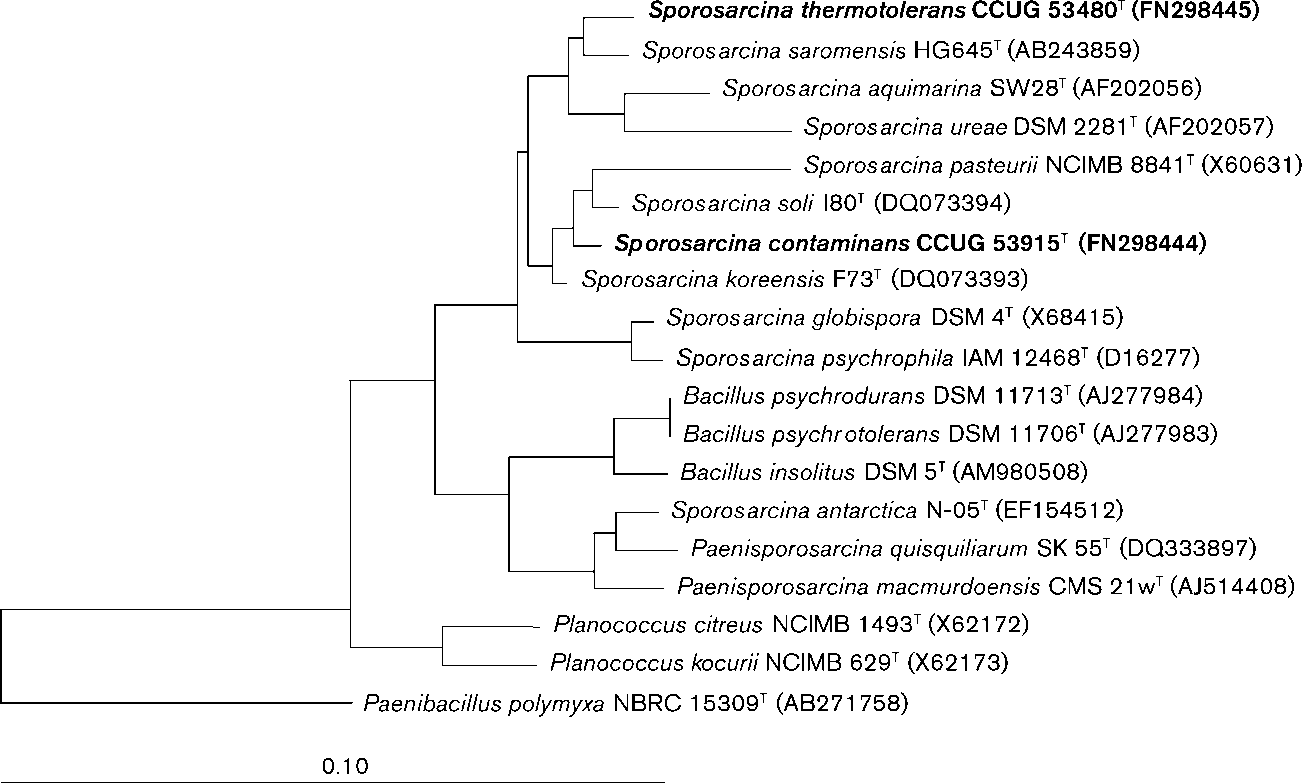 Sporosarcina thermotolerans CCUG 53480ᵀ (FN298445)
Sporosarcina saromensis HG645ᵀ (AB243859)
Sporosarcina aquimarina SW28ᵀ (AF202056)
Sporosarcina ureae DSM 2281ᵀ (AF202057)
Sporosarcina pasteurii NCIMB 8841ᵀ (X60631)
Sporosarcina soli I80ᵀ (DQ073394)
Sporosarcina contaminans CCUG 53915ᵀ (FN298444)
Sporosarcina koreensis F73ᵀ (DQ073393)
Sporosarcina globispora DSM 4ᵀ (X68415)
Sporosarcina psychrophila IAM 12468ᵀ (D16277)
Bacillus psychrodurans DSM 11713ᵀ (AJ277984)
Bacillus psychrotolerans DSM 11706ᵀ (AJ277983)
Bacillus insolitus DSM 5ᵀ (AM980508)
Sporosarcina antarctica N-05ᵀ (EF154512)
Paenisporosarcina quisquiliarum SK 55ᵀ (DQ333897)
Paenisporosarcina macmurdoensis CMS 21wᵀ (AJ514408)
Planococcus citreus NCIMB 1493ᵀ (X62172)
Planococcus kocurii NCIMB 629ᵀ (X62173)
Paenibacillus polymyxa NBRC 15309ᵀ (AB271758)
0.10